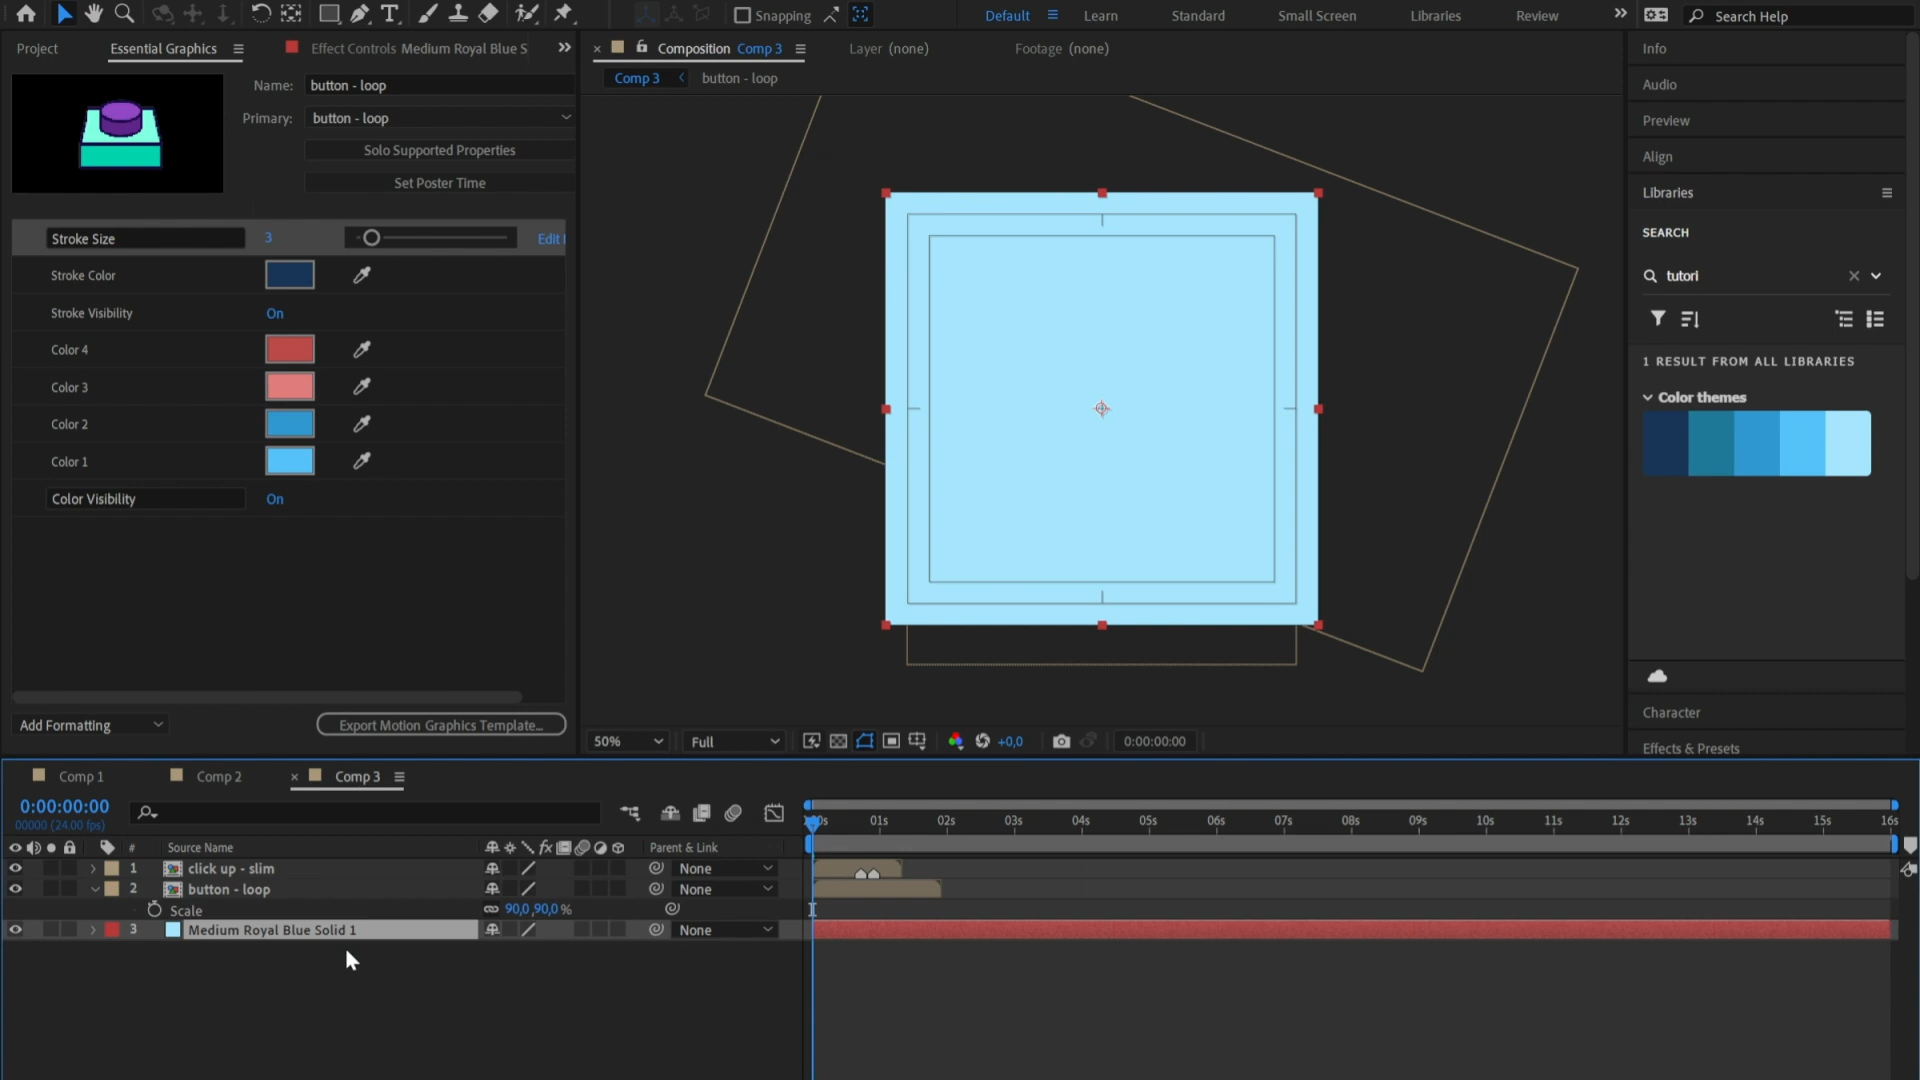 Snapping
Default
Learn
Standard
Small Screen
Libraries
Review
Search Help
Project
Essential Graphics
Effect Controls Medium Royal Blue S
Name:
button - loop
Primary:
button - loop
Solo Supported Properties
Set Poster Time
Stroke Size
3
Edit
Stroke Color
Stroke Visibility
On
Color 4
Color 3
Color 2
Color 1
Color Visibility
On
Add Formatting
Export Motion Graphics Template...
Composition Comp 3
Layer (none)
Footage (none)
Comp 3
button - loop
50%
Full
+0,0
0:00:00:00
Info
Audio
Preview
Align
Libraries
SEARCH
tutori
1 RESULT FROM ALL LIBRARIES
Color themes
Character
Effects & Presets
Comp 1
Comp 2
Comp 3
0:00:00:00
00000 (24.00 fps)
# Source Name
Parent & Link
1 click up - slim
None
2 button - loop
None
Scale
90,0,90,0 %
3 Medium Royal Blue Solid 1
None
01s 02s 03s 04s 05s 06s 07s 08s 09s 10s 11s 12s 13s 14s 15s 16s